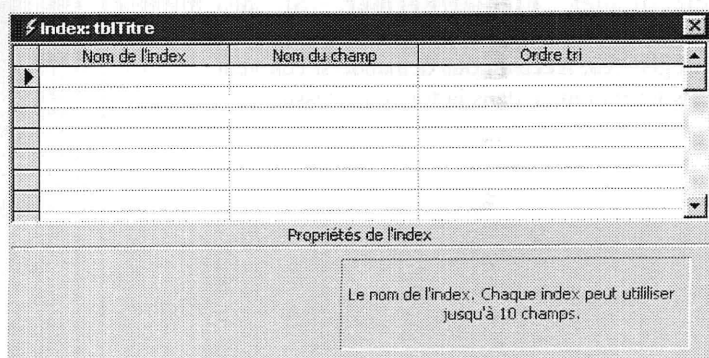 Index: tblTitre
Nom de l'index Nom du champ Ordre tri
Propriétés de l'index
Le nom de l'index. Chaque index peut utililiser
jusqu'à 10 champs.